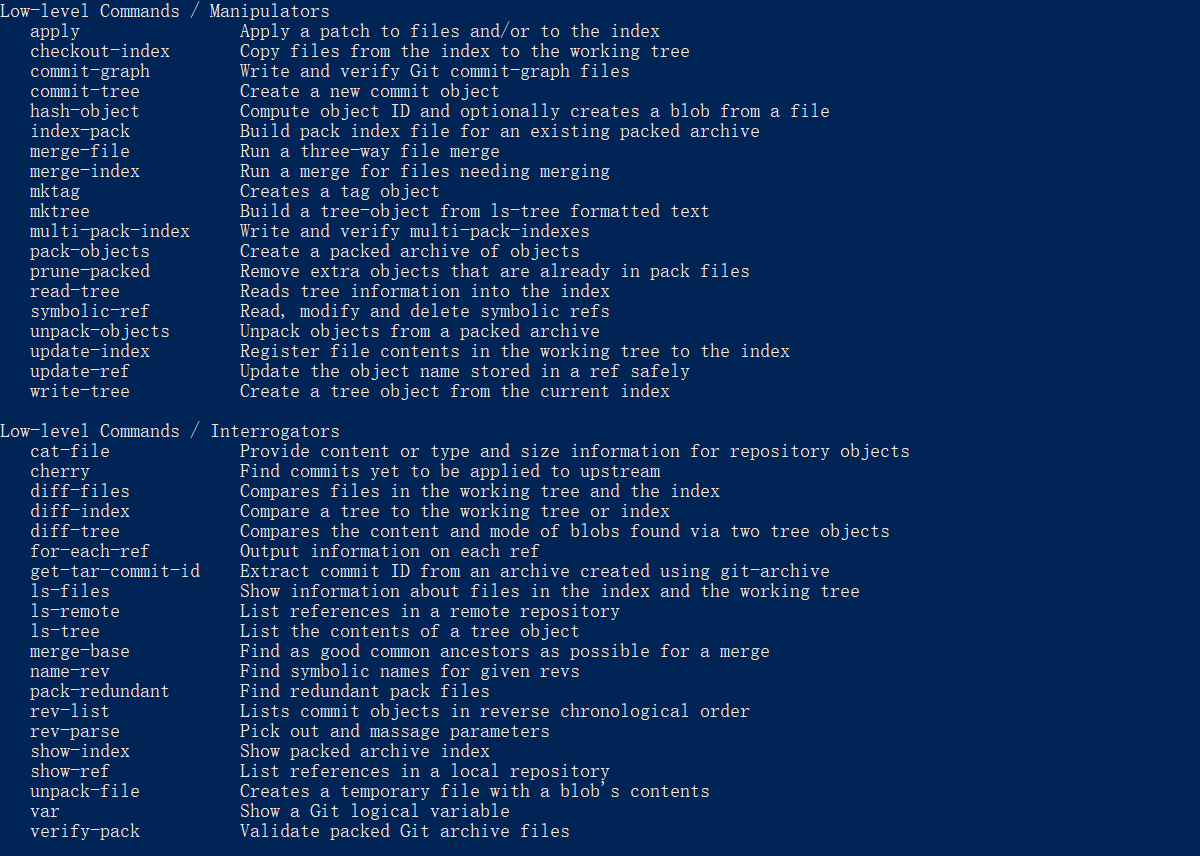 Low-level Commands / Manipulators
   apply                Apply a patch to files and/or to the index
   checkout-index       Copy files from the index to the working tree
   commit-graph         Write and verify Git commit-graph files
   commit-tree          Create a new commit object
   hash-object          Compute object ID and optionally creates a blob from a file
   index-pack           Build pack index file for an existing packed archive
   merge-file           Run a three-way file merge
   merge-index          Run a merge for files needing merging
   mktag                Creates a tag object
   mktree               Build a tree-object from ls-tree formatted text
   multi-pack-index     Write and verify multi-pack-indexes
   pack-objects         Create a packed archive of objects
   prune-packed         Remove extra objects that are already in pack files
   read-tree            Reads tree information into the index
   symbolic-ref         Read, modify and delete symbolic refs
   unpack-objects       Unpack objects from a packed archive
   update-index         Register file contents in the working tree to the index
   update-ref           Update the object name stored in a ref safely
   write-tree           Create a tree object from the current index

Low-level Commands / Interrogators
   cat-file             Provide content or type and size information for repository objects
   cherry               Find commits yet to be applied to upstream
   diff-files           Compares files in the working tree and the index
   diff-index           Compare a tree to the working tree or index
   diff-tree            Compares the content and mode of blobs found via two tree objects
   for-each-ref         Output information on each ref
   get-tar-commit-id    Extract commit ID from an archive created using git-archive
   ls-files             Show information about files in the index and the working tree
   ls-remote            List references in a remote repository
   ls-tree              List the contents of a tree object
   merge-base           Find as good common ancestors as possible for a merge
   name-rev             Find symbolic names for given revs
   pack-redundant       Find redundant pack files
   rev-list             Lists commit objects in reverse chronological order
   rev-parse            Pick out and massage parameters
   show-index           Show packed archive index
   show-ref             List references in a local repository
   unpack-file          Creates a temporary file with a blob's contents
   var                  Show a Git logical variable
   verify-pack          Validate packed Git archive files